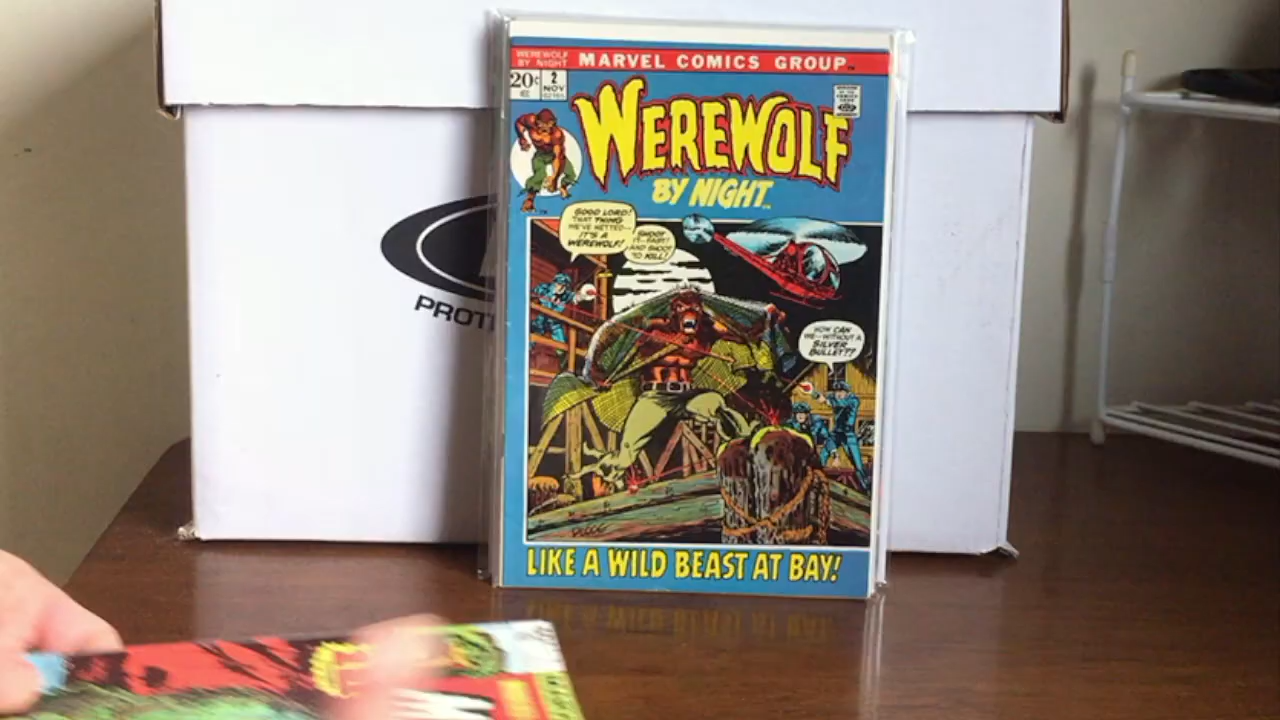 WEREWOLF
BY NIGHT
MARVEL COMICS GROUP
20¢
2
NOV
WEREWOLF
BY NIGHT
GOOD LORD!
THAT THING
WE'VE NETTED--
IT'S A
WEREWOLF!
SHOOT
IT--FAST!
AND SHOOT
TO KILL!
HOW CAN
WE--WITHOUT A
SILVER
BULLET??
LIKE A WILD BEAST AT BAY!
PROT